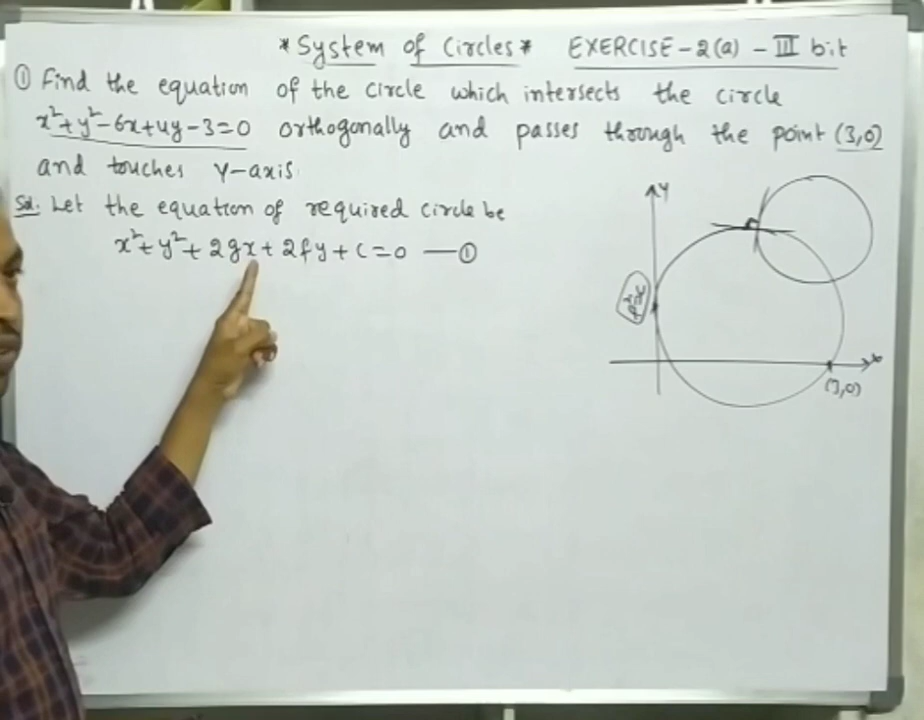 *System of Circles* EXERCISE-2(a) - III bit
① Find the equation of the circle which intersects the circle
x²+y²-6x+4y-3=0 orthogonally and passes through the point (3,0)
and touches Y-axis.
Sol. Let the equation of required circle be
x²+y²+2gx+2fy+c=0 —①
Y
f²=c
x
(3,0)